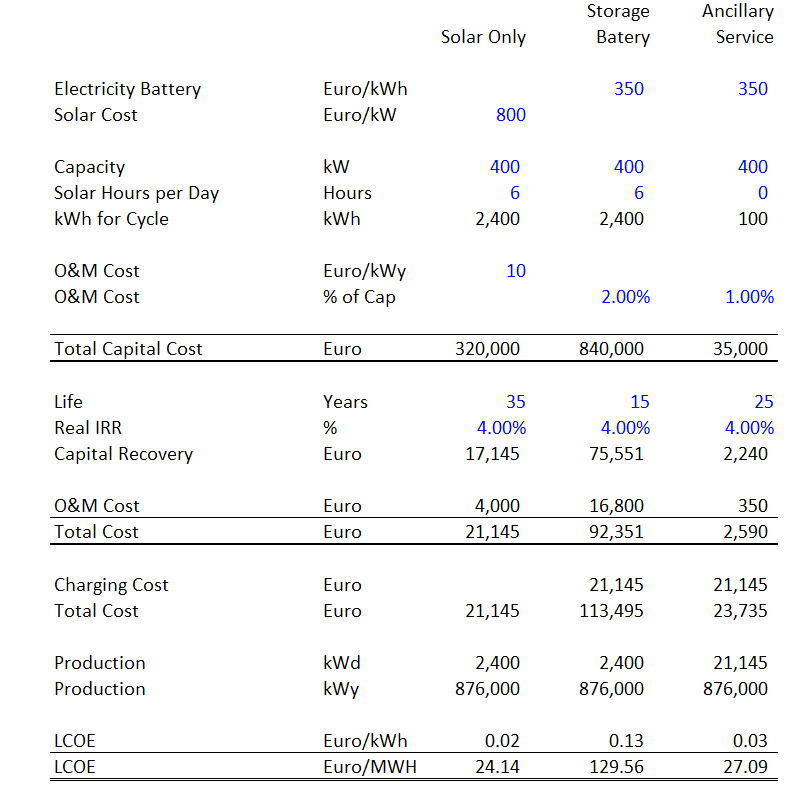 Storage Ancillary
Solar Only Batery Service
Electricity Battery Euro/kWh 350 350
Solar Cost Euro/kW 800
Capacity kW 400 400 400
Solar Hours per Day Hours 6 6 0
kWh for Cycle kWh 2,400 2,400 100
O&M Cost Euro/kWy 10
O&M Cost % of Cap 2.00% 1.00%
Total Capital Cost Euro 320,000 840,000 35,000
Life Years 35 15 25
Real IRR % 4.00% 4.00% 4.00%
Capital Recovery Euro 17,145 75,551 2,240
O&M Cost Euro 4,000 16,800 350
Total Cost Euro 21,145 92,351 2,590
Charging Cost Euro 21,145 21,145
Total Cost Euro 21,145 113,495 23,735
Production kWd 2,400 2,400 21,145
Production kWy 876,000 876,000 876,000
LCOE Euro/kWh 0.02 0.13 0.03
LCOE Euro/MWH 24.14 129.56 27.09